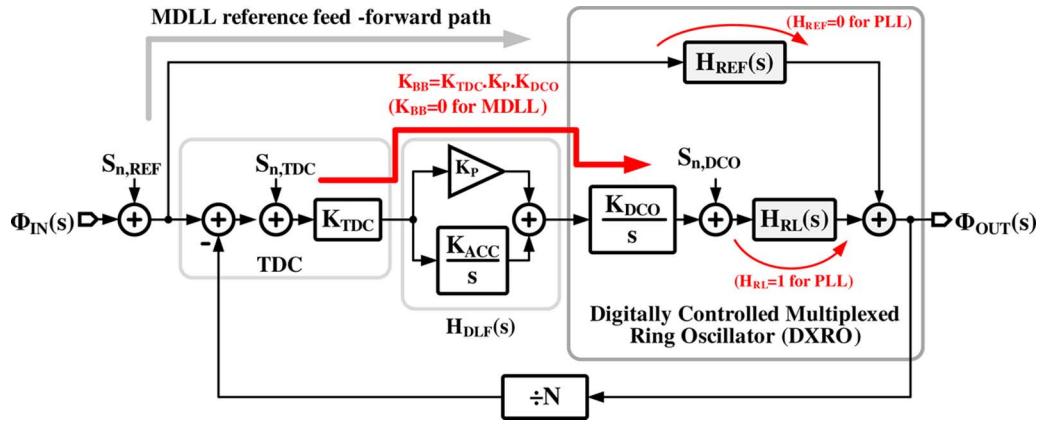 MDLL reference feed -forward path
(H_REF=0 for PLL)
H_REF(s)
K_BB=K_TDC.K_P.K_DCO
(K_BB=0 for MDLL)
S_n,REF
S_n,TDC
K_P
S_n,DCO
Φ_IN(s)
+
+
-
+
K_TDC
+
K_DCO
s
+
H_RL(s)
+
Φ_OUT(s)
K_ACC
s
TDC
(H_RL=1 for PLL)
H_DLF(s)
Digitally Controlled Multiplexed
Ring Oscillator (DXRO)
÷N